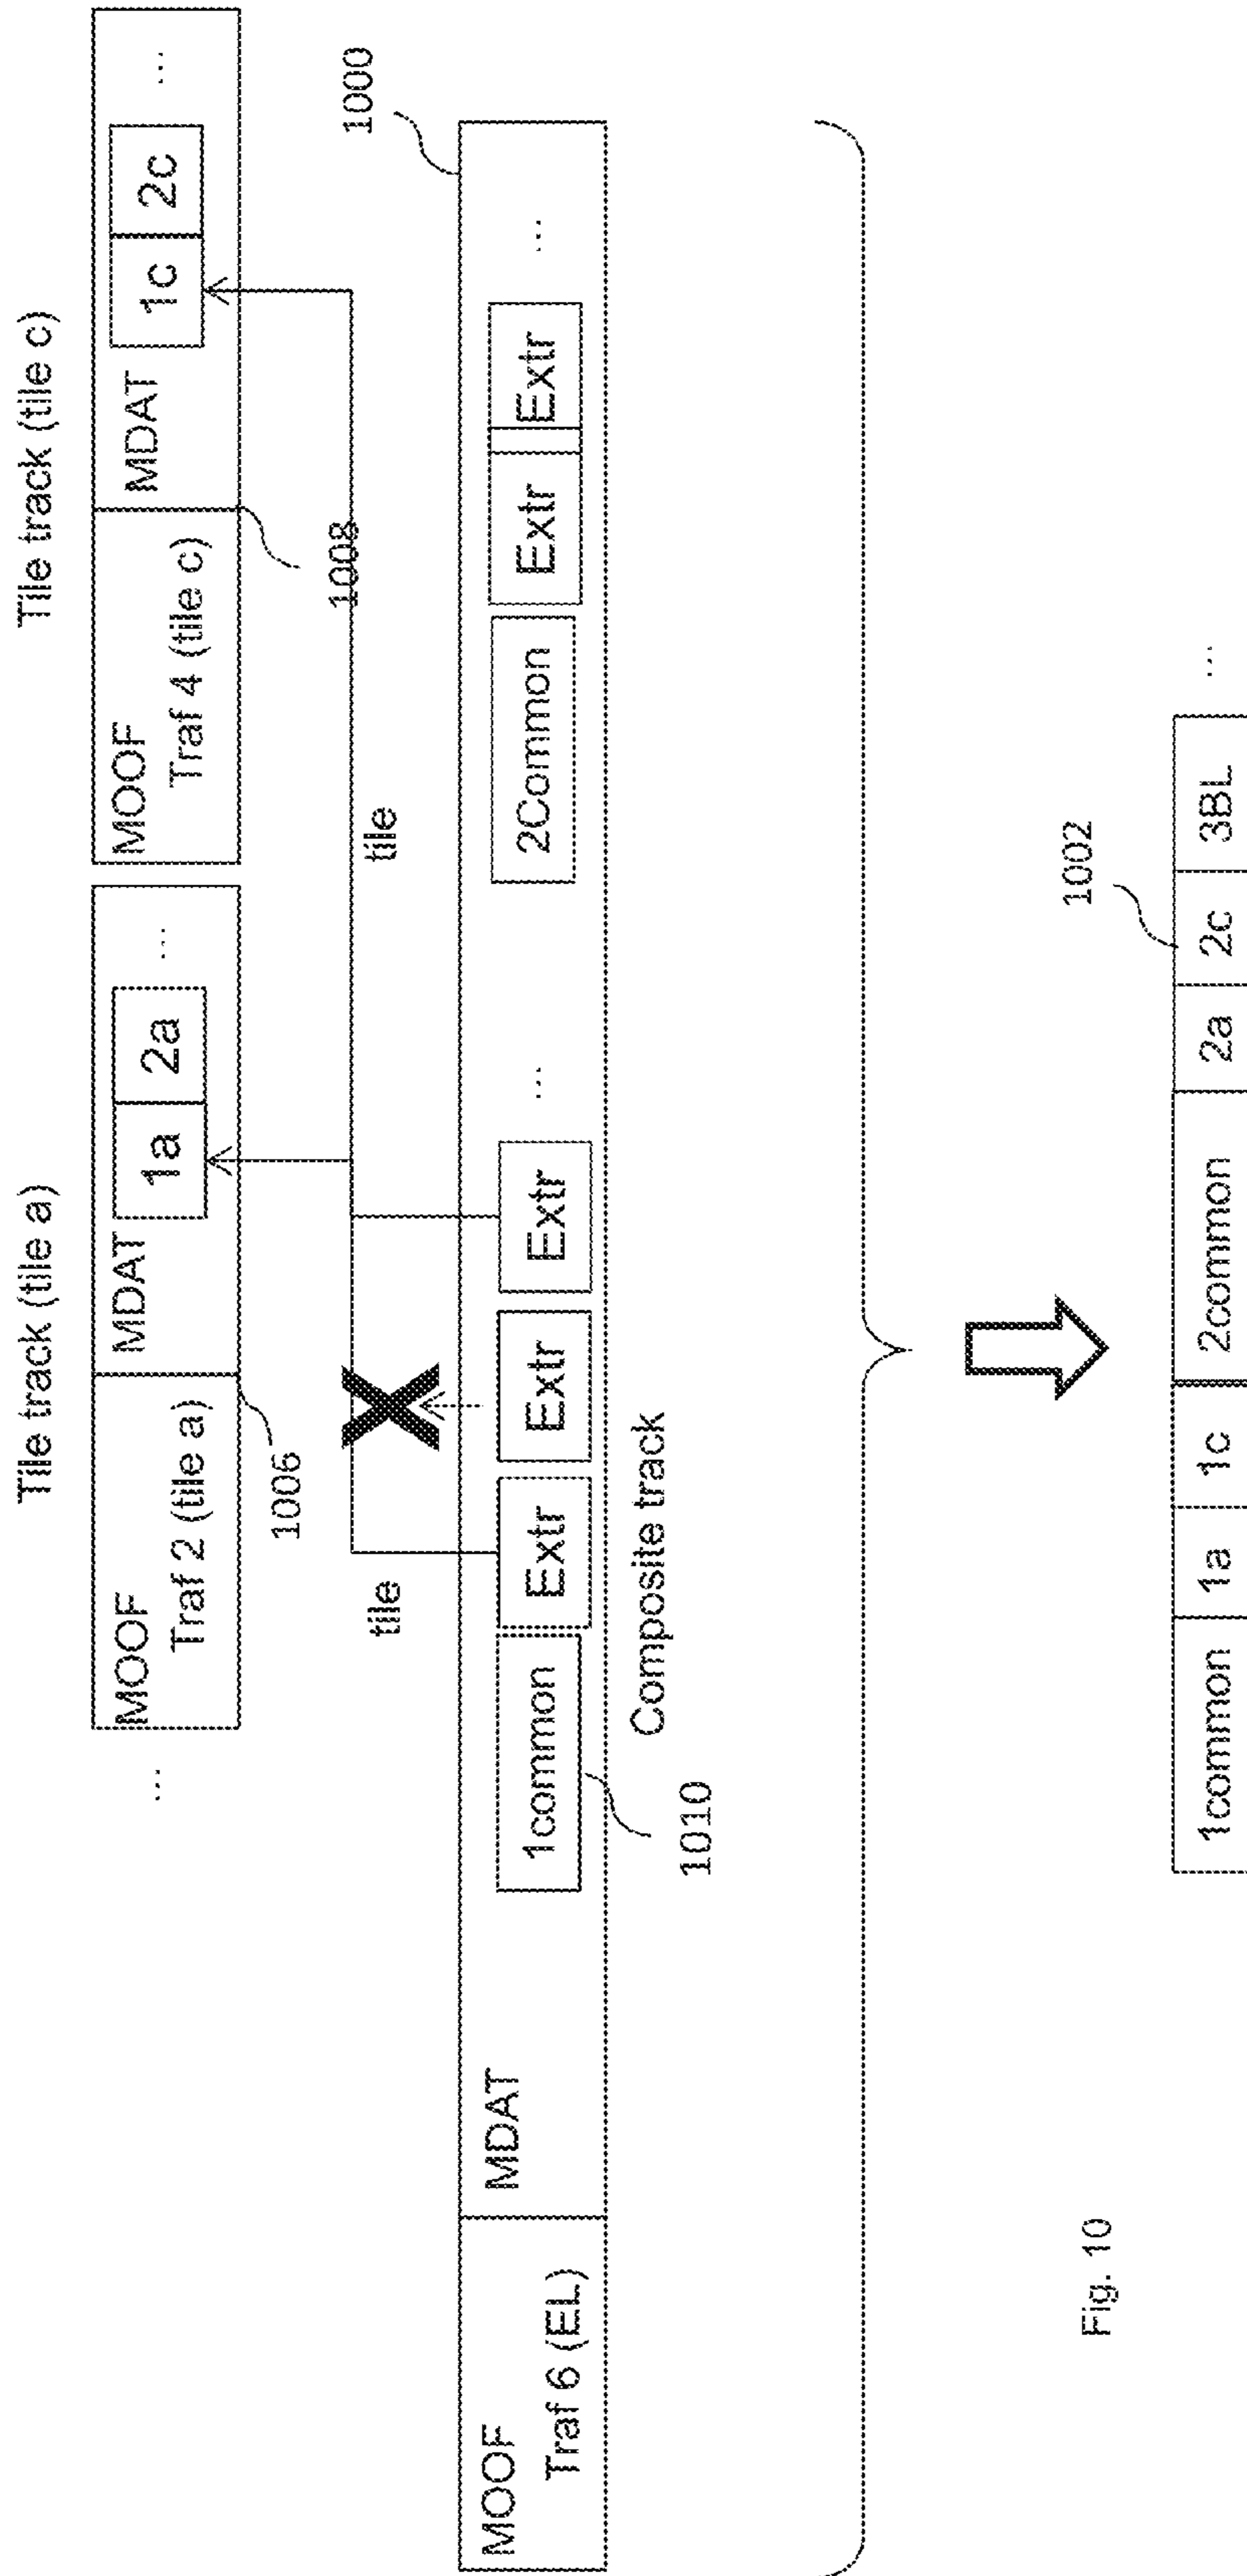 Tile track (tile a)
Tile track (tile c)
...
MOOF
Traf 2 (tile a)
MDAT
1a
2a
...
MOOF
Traf 4 (tile c)
MDAT
1c
2c
...
1006
1008
1000
tile
tile
X
MOOF
Traf 6 (EL)
MDAT
1common
Extr
Extr
Extr
...
2Common
Extr
Extr
...
1010
Composite track
1002
1common
1a
1c
2common
2a
2c
3BL
...
Fig. 10